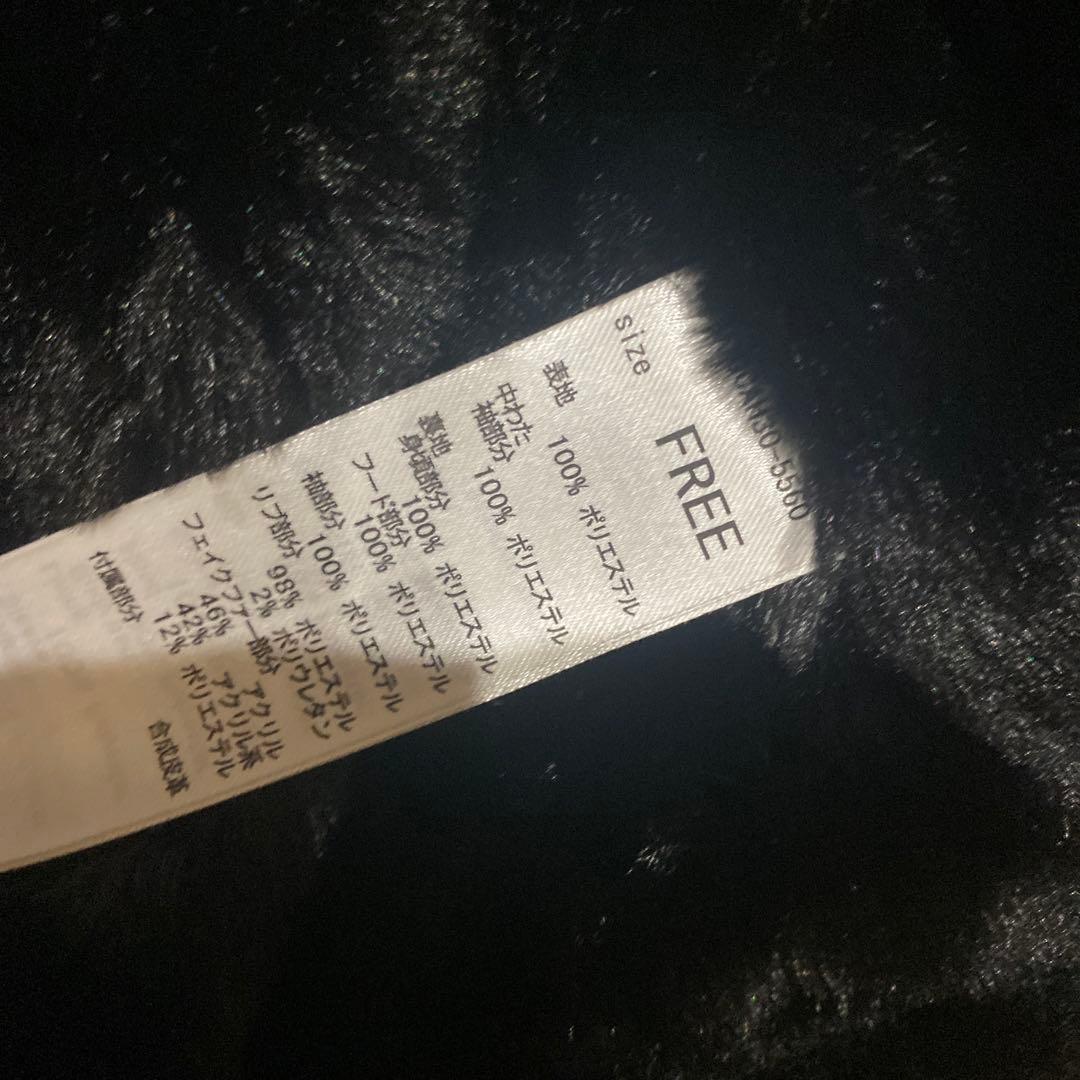 size FREE
表地
100% ポリエステル
中わた
袖部分
100% ポリエステル
裏地
身頃部分
100% ポリエステル
フード部分
100% ポリエステル
袖部分
100% ポリエステル
リブ部分
98% ポリエステル
2% ポリウレタン
フェイクファー部分
46% アクリル
42% アクリル系
12% ポリエステル
付属部分
合成皮革